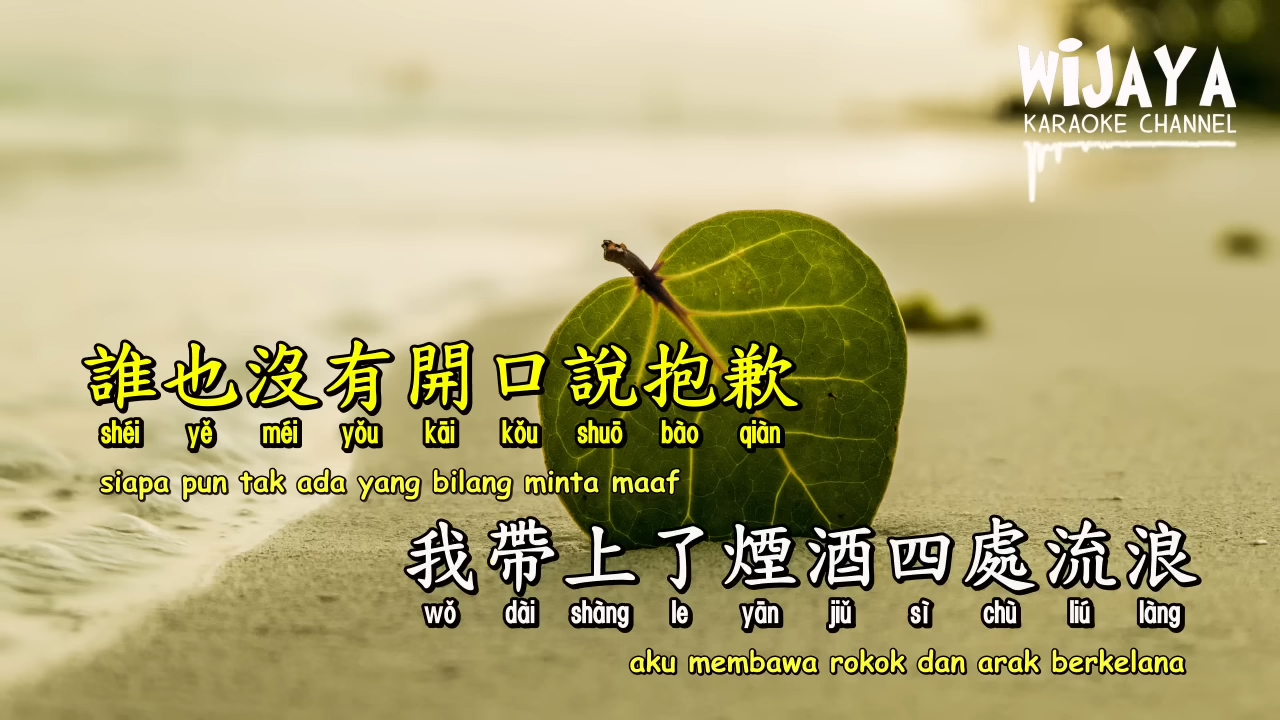 WiJAYA
KARAOKE CHANNEL
誰也沒有開口說抱歉
shéi yě méi yǒu kāi kǒu shuō bào qiàn
siapa pun tak ada yang bilang minta maaf
我帶上了煙酒四處流浪
wǒ dài shàng le yān jiǔ sì chù liú làng
aku membawa rokok dan arak berkelana